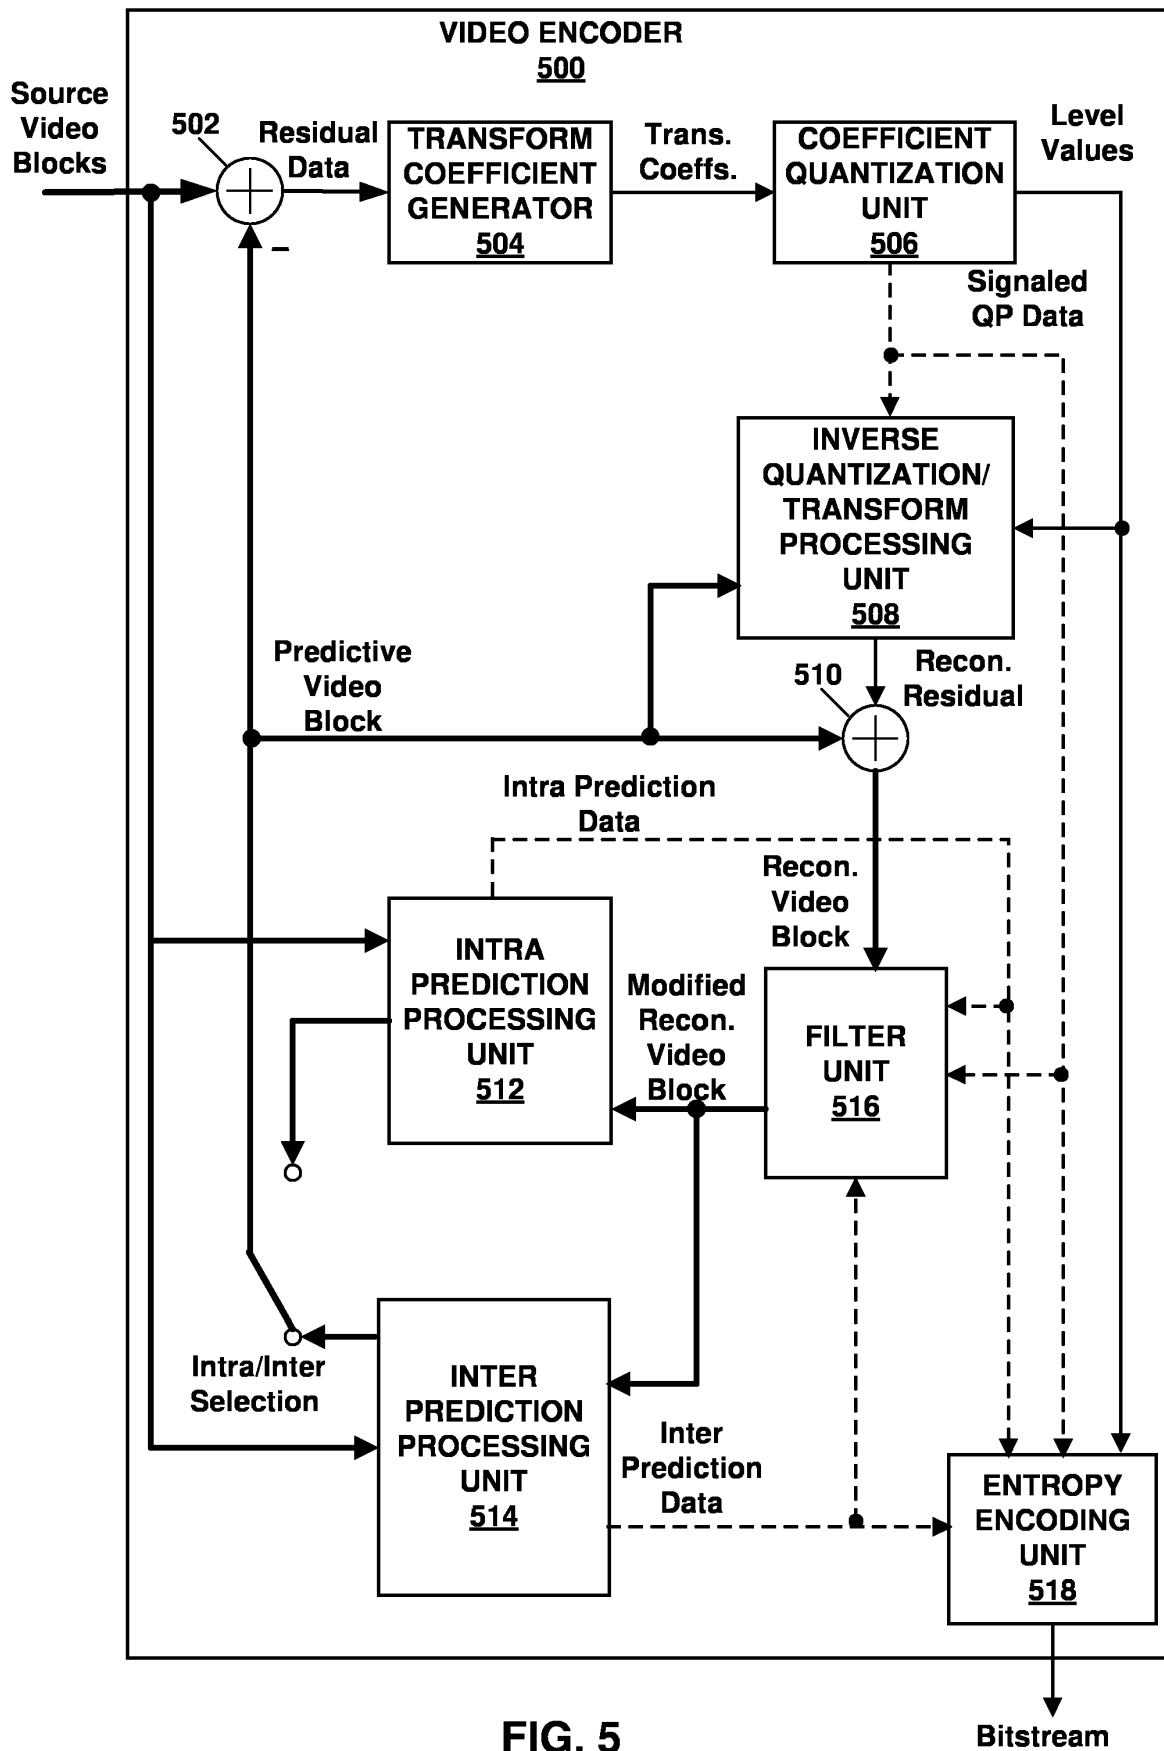 VIDEO ENCODER
500
Source
Video
Blocks
502
Residual
Data
TRANSFORM
COEFFICIENT
GENERATOR
504
Trans.
Coeffs.
COEFFICIENT
QUANTIZATION
UNIT
506
Level
Values
Signaled
QP Data
–
INVERSE
QUANTIZATION/
TRANSFORM
PROCESSING
UNIT
508
Predictive
Video
Block
510
Recon.
Residual
Intra Prediction
Data
Recon.
Video
Block
INTRA
PREDICTION
PROCESSING
UNIT
512
Modified
Recon.
Video
Block
FILTER
UNIT
516
Intra/Inter
Selection
INTER
PREDICTION
PROCESSING
UNIT
514
Inter
Prediction
Data
ENTROPY
ENCODING
UNIT
518
Bitstream
FIG. 5